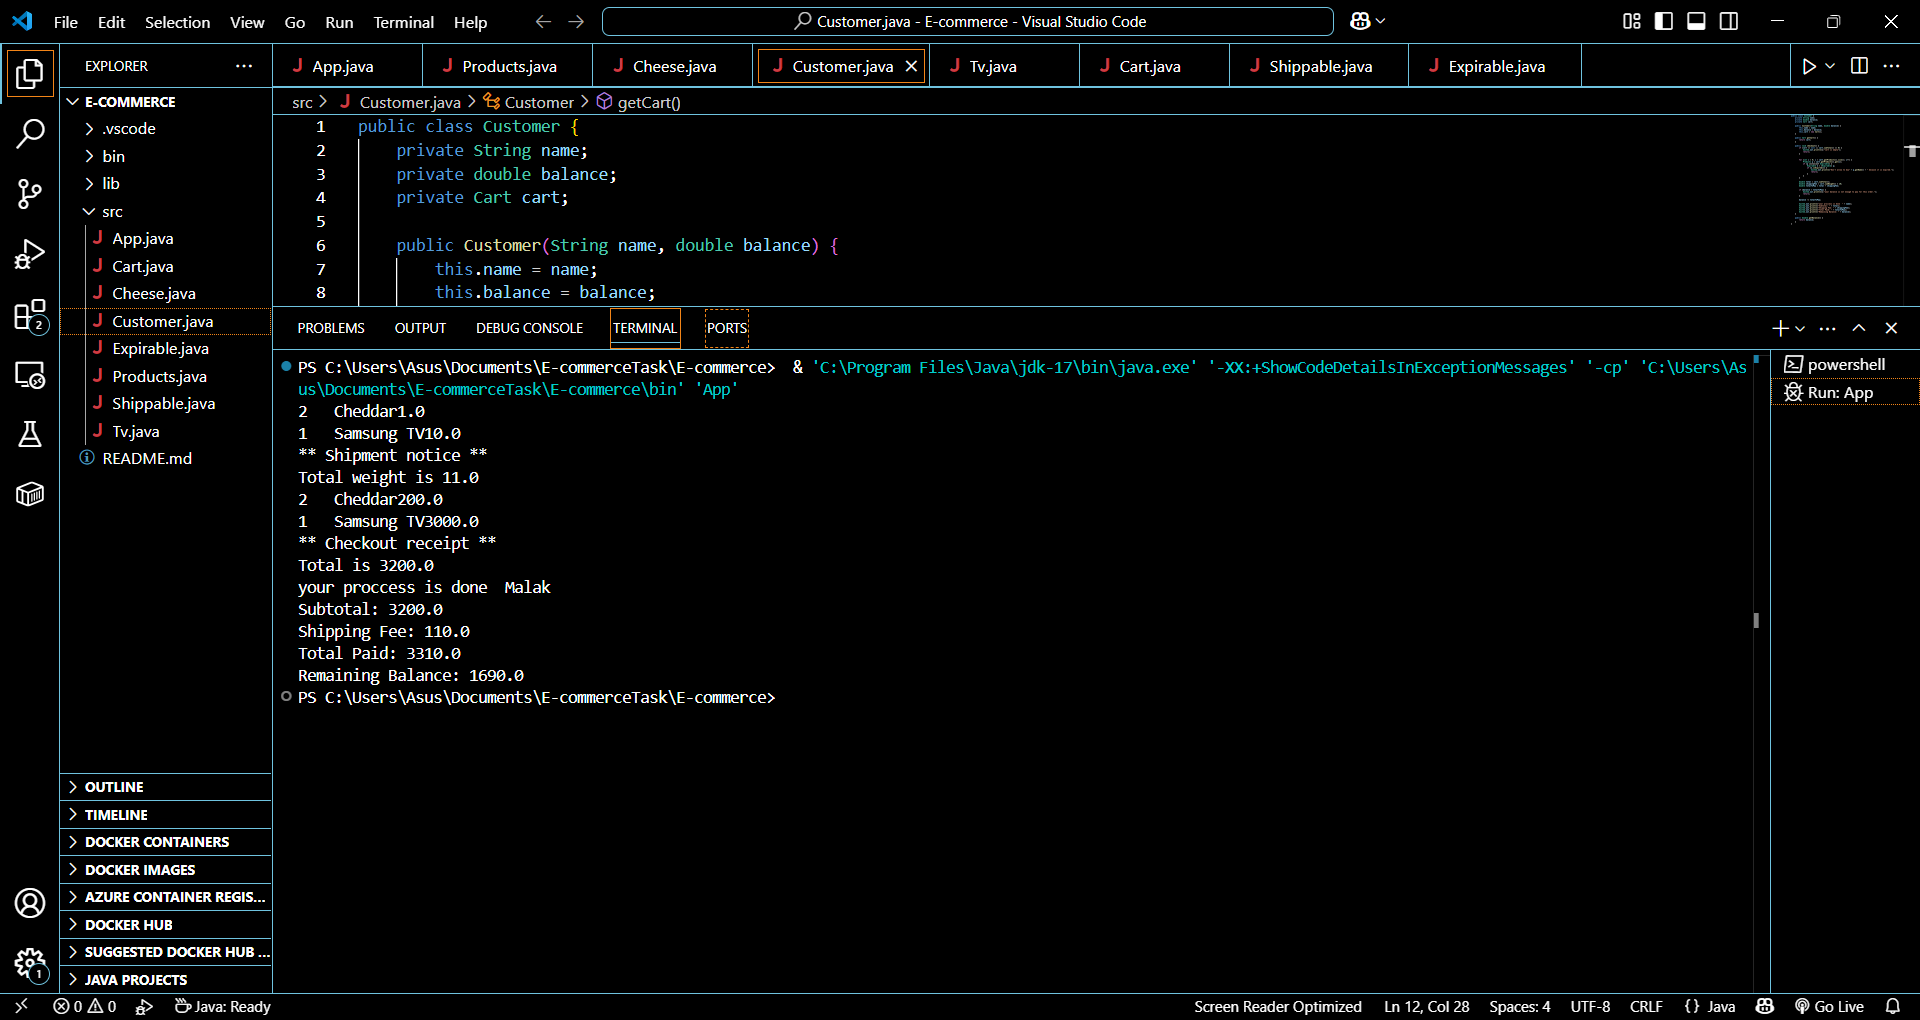 File Edit Selection View Go Run Terminal Help
Customer.java - E-commerce - Visual Studio Code
EXPLORER
App.java Products.java Cheese.java Customer.java Tv.java Cart.java Shippable.java Expirable.java
E-COMMERCE
.vscode
bin
lib
src
App.java
Cart.java
Cheese.java
Customer.java
Expirable.java
Products.java
Shippable.java
Tv.java
README.md
OUTLINE
TIMELINE
DOCKER CONTAINERS
DOCKER IMAGES
AZURE CONTAINER REGIS...
DOCKER HUB
SUGGESTED DOCKER HUB ...
JAVA PROJECTS
2
1
src > Customer.java > Customer > getCart()
1 public class Customer {
2 private String name;
3 private double balance;
4 private Cart cart;
5
6 public Customer(String name, double balance) {
7 this.name = name;
8 this.balance = balance;
PROBLEMS OUTPUT DEBUG CONSOLE TERMINAL PORTS
PS C:\Users\Asus\Documents\E-commerceTask\E-commerce> & 'C:\Program Files\Java\jdk-17\bin\java.exe' '-XX:+ShowCodeDetailsInExceptionMessages' '-cp' 'C:\Users\As
us\Documents\E-commerceTask\E-commerce\bin' 'App'
2 Cheddar1.0
1 Samsung TV10.0
** Shipment notice **
Total weight is 11.0
2 Cheddar200.0
1 Samsung TV3000.0
** Checkout receipt **
Total is 3200.0
your proccess is done  Malak
Subtotal: 3200.0
Shipping Fee: 110.0
Total Paid: 3310.0
Remaining Balance: 1690.0
PS C:\Users\Asus\Documents\E-commerceTask\E-commerce>
powershell
Run: App
0 0 Java: Ready
Screen Reader Optimized Ln 12, Col 28 Spaces: 4 UTF-8 CRLF {} Java Go Live